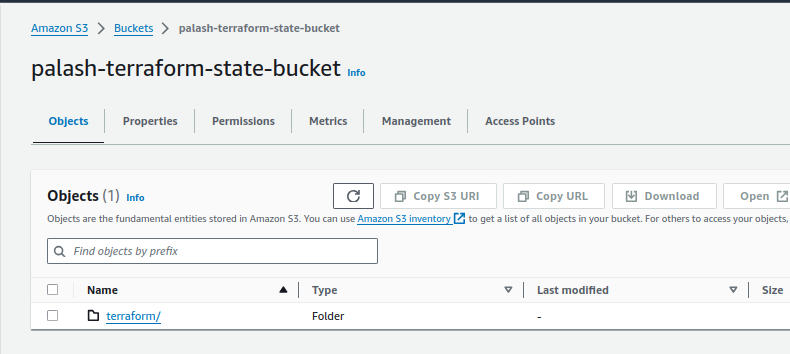 Amazon S3 > Buckets > palash-terraform-state-bucket
palash-terraform-state-bucket Info
Objects Properties Permissions Metrics Management Access Points
Objects (1) Info Copy S3 URI Copy URL Download Open
Objects are the fundamental entities stored in Amazon S3. You can use Amazon S3 inventory to get a list of all objects in your bucket. For others to access your objects,
Find objects by prefix
Name Type Last modified Size
terraform/ Folder -